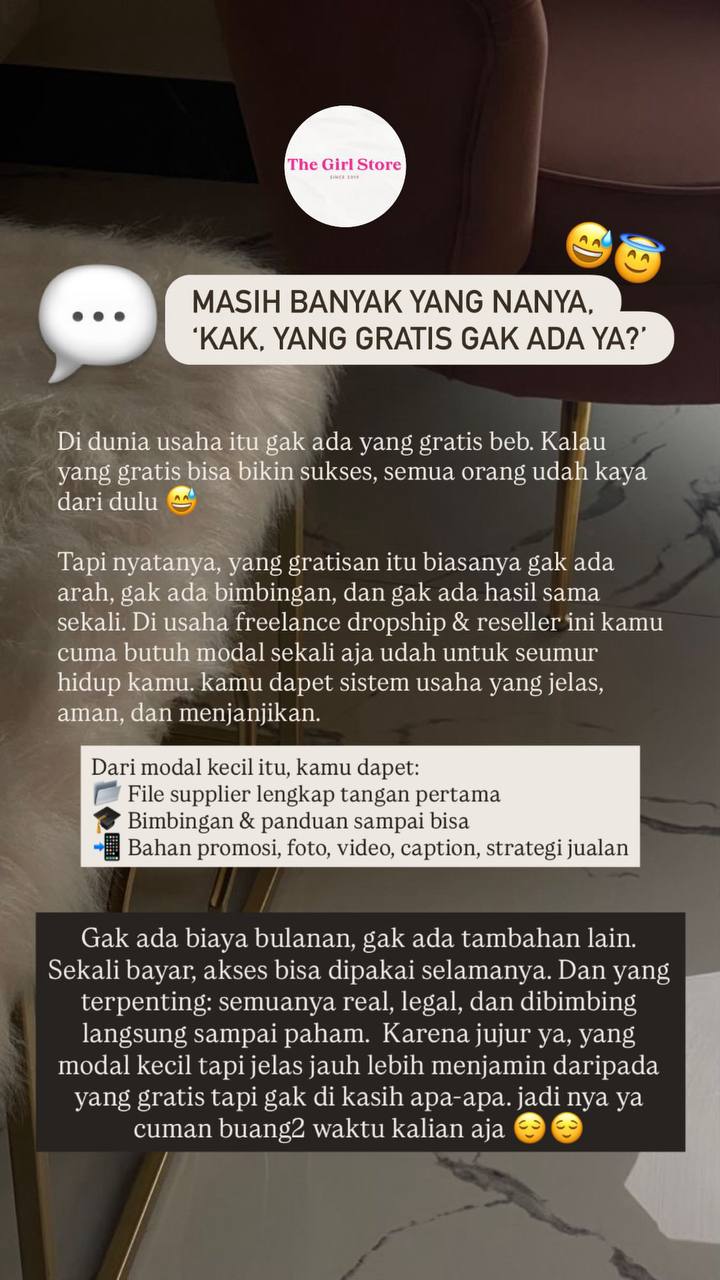 The Girl Store
SINCE 2019
MASIH BANYAK YANG NANYA,
‘KAK, YANG GRATIS GAK ADA YA?’
Di dunia usaha itu gak ada yang gratis beb. Kalau
yang gratis bisa bikin sukses, semua orang udah kaya
dari dulu 😅
Tapi nyatanya, yang gratisan itu biasanya gak ada
arah, gak ada bimbingan, dan gak ada hasil sama
sekali. Di usaha freelance dropship & reseller ini kamu
cuma butuh modal sekali aja udah untuk seumur
hidup kamu. kamu dapet sistem usaha yang jelas,
aman, dan menjanjikan.
Dari modal kecil itu, kamu dapet:
📁 File supplier lengkap tangan pertama
🎓 Bimbingan & panduan sampai bisa
📲 Bahan promosi, foto, video, caption, strategi jualan
Gak ada biaya bulanan, gak ada tambahan lain.
Sekali bayar, akses bisa dipakai selamanya. Dan yang
terpenting: semuanya real, legal, dan dibimbing
langsung sampai paham. Karena jujur ya, yang
modal kecil tapi jelas jauh lebih menjamin daripada
yang gratis tapi gak di kasih apa-apa. jadi nya ya
cuman buang2 waktu kalian aja 😌😌